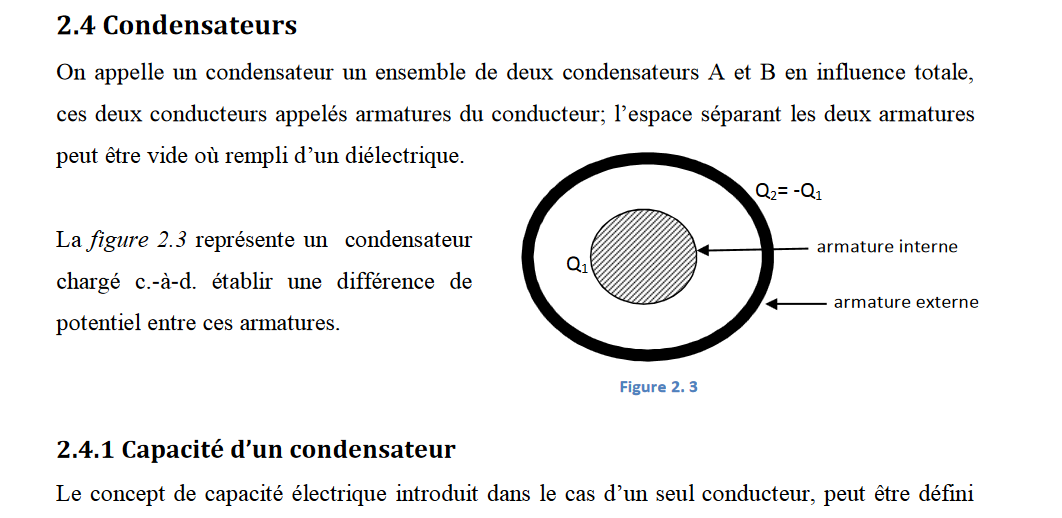 2.4 Condensateurs
On appelle un condensateur un ensemble de deux condensateurs A et B en influence totale,
ces deux conducteurs appelés armatures du conducteur; l’espace séparant les deux armatures
peut être vide où rempli d’un diélectrique.
La figure 2.3 représente un condensateur
chargé c.-à-d. établir une différence de
potentiel entre ces armatures.
Q2= -Q1
armature interne
Q1
armature externe
Figure 2. 3
2.4.1 Capacité d’un condensateur
Le concept de capacité électrique introduit dans le cas d’un seul conducteur, peut être défini